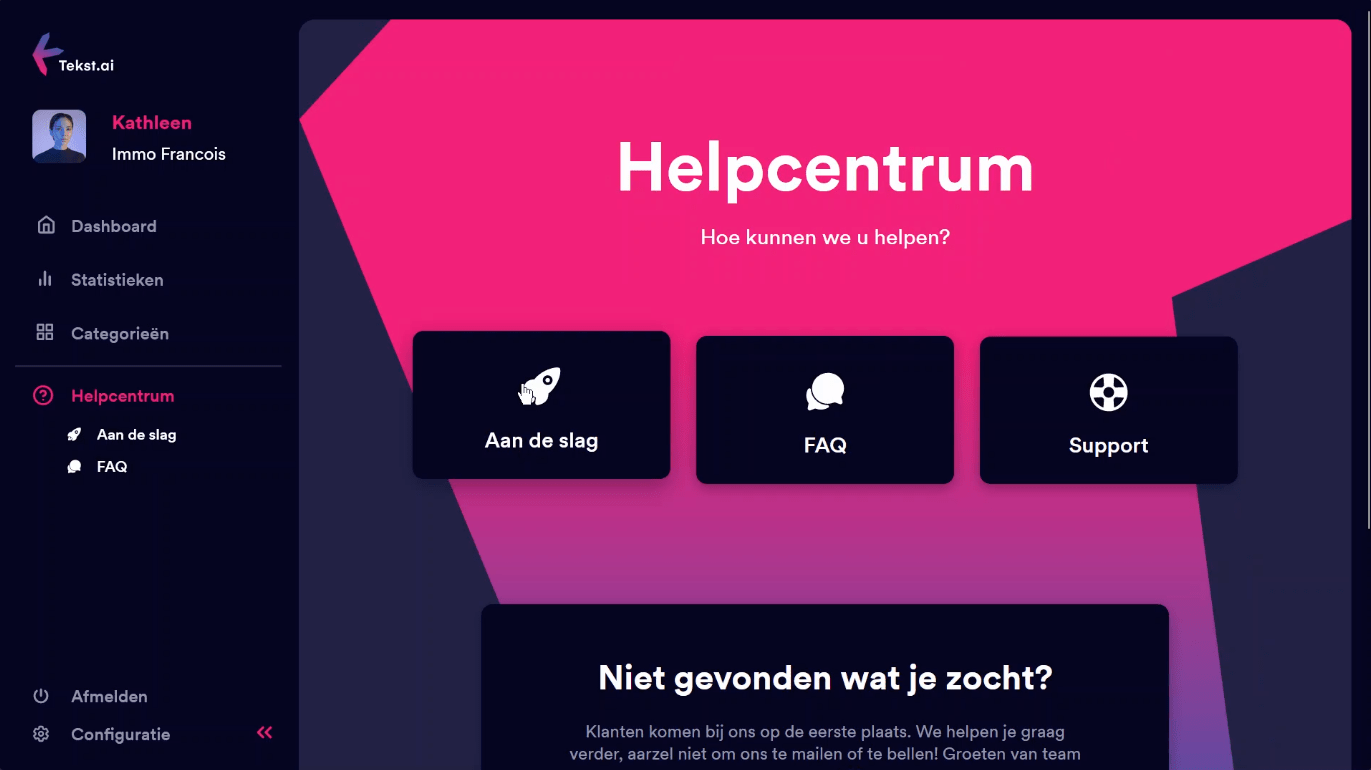 Tekst.ai
Kathleen
Immo Francois
Dashboard
Statistieken
Categorieën
Helpcentrum
Aan de slag
FAQ
Afmelden
Configuratie
Helpcentrum
Hoe kunnen we u helpen?
Aan de slag
FAQ
Support
Niet gevonden wat je zocht?
Klanten komen bij ons op de eerste plaats. We helpen je graag
verder, aarzel niet om ons te mailen of te bellen! Groeten van team